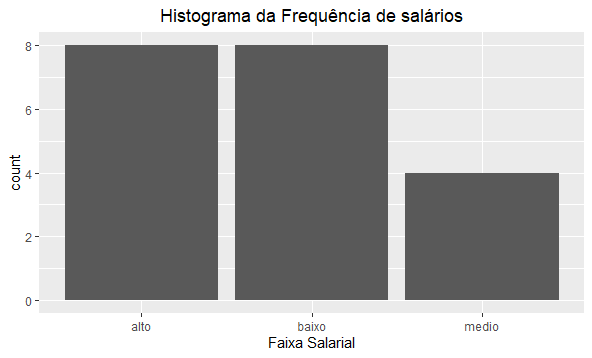 Histograma da Frequência de salários
count
8
6
4
2
0
alto baixo medio
Faixa Salarial